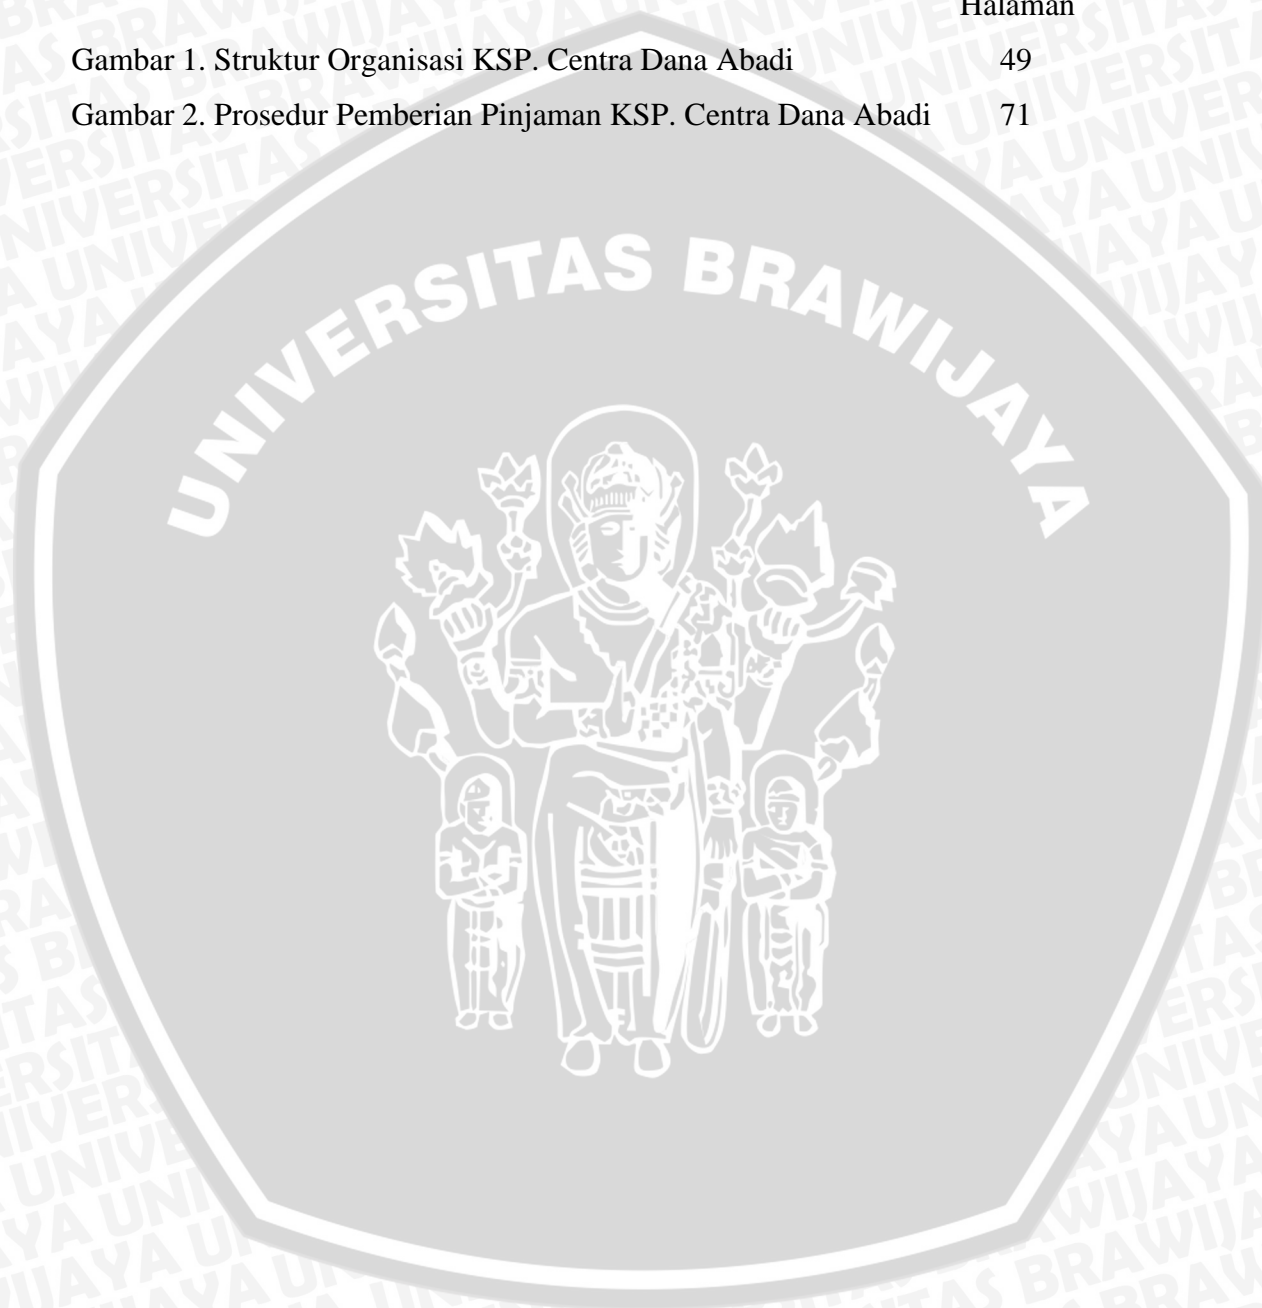 Halaman
Gambar 1. Struktur Organisasi KSP. Centra Dana Abadi 49
Gambar 2. Prosedur Pemberian Pinjaman KSP. Centra Dana Abadi 71
UNIVERSITAS BRAWIJAYA